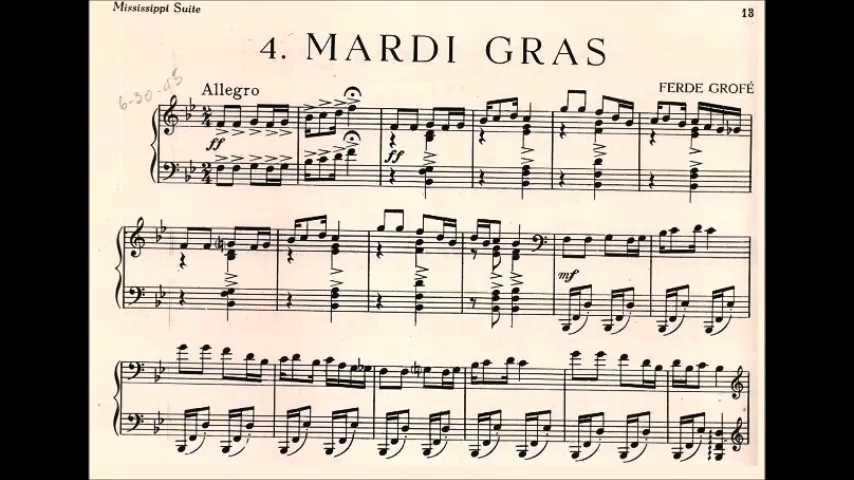 Mississippi Suite
13
4. MARDI GRAS
6-30-45
Allegro
FERDE GROFÉ
ff
ff
mf